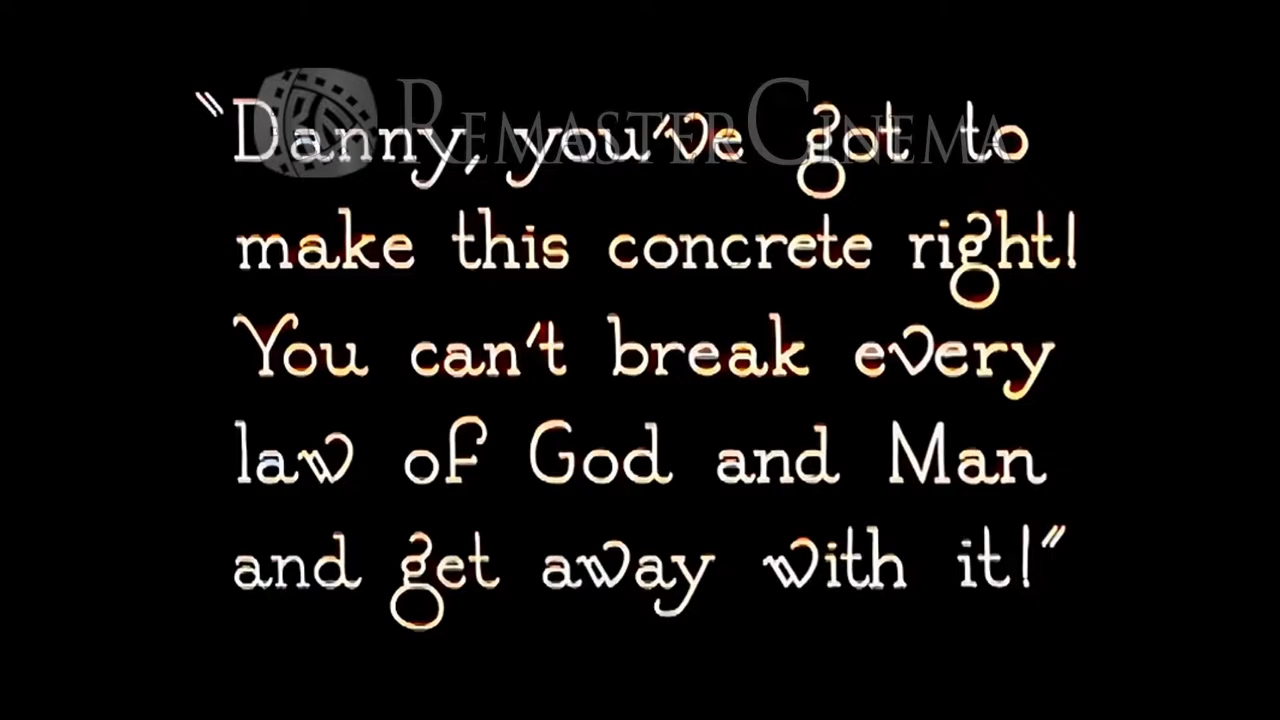 REMASTERCINEMA
"Danny, you've got to
make this concrete right!
You can't break every
law of God and Man
and get away with it!"